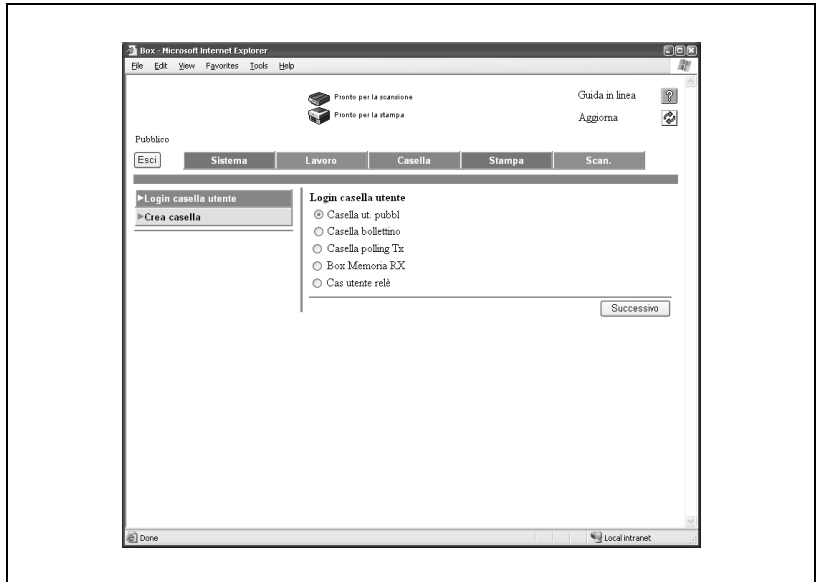 Box - Microsoft Internet Explorer
File Edit View Favorites Tools Help
Pronto per la scansione
Guida in linea
Pronto per la stampa
Aggiorna
Pubblico
Esci Sistema Lavoro Casella Stampa Scan.
Login casella utente
Crea casella
Login casella utente
Casella ut. pubbl
Casella bollettino
Casella polling Tx
Box Memoria RX
Cas utente relè
Successivo
Done Local intranet